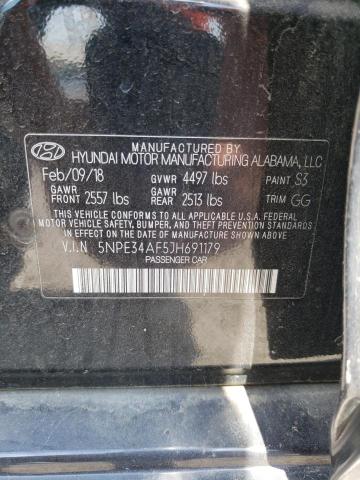 MANUFACTURED BY
HYUNDAI MOTOR MANUFACTURING ALABAMA, LLC
Feb/09/18 GVWR 4497 lbs PAINT S3
GAWR FRONT 2557 lbs GAWR REAR 2513 lbs TRIM GG
THIS VEHICLE CONFORMS TO ALL APPLICABLE U.S.A. FEDERAL
MOTOR VEHICLE SAFETY, BUMPER, AND THEFT PREVENTION
STANDARDS IN EFFECT ON THE DATE OF MANUFACTURE SHOWN ABOVE.
V.I.N 5NPE34AF5JH691179
PASSENGER CAR